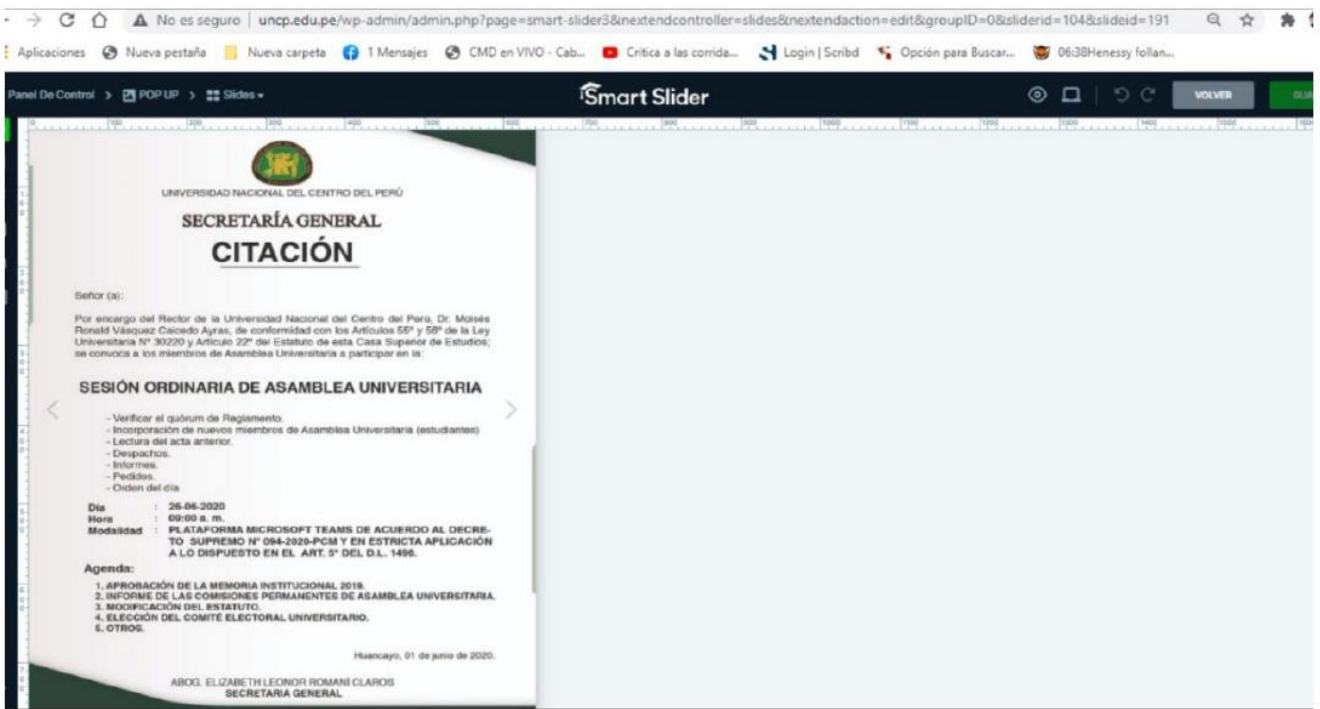 No es seguro | uncp.edu.pe/wp-admin/admin.php?page=smart-slider3&nextendcontroller=slides&nextendaction=edit&groupID=0&sliderid=104&slideid=191
Aplicaciones Nueva pestaña Nueva carpeta 1 Mensajes CMD en VIVO - Cab... Critica a las corrida... Login | Scribd Opción para Buscar... 06:38Henessy follan...
Panel De Control > POP UP > Slides Smart Slider VOLVER
UNIVERSIDAD NACIONAL DEL CENTRO DEL PERÚ
SECRETARÍA GENERAL
CITACIÓN
Señor (a):
Por encargo del Rector de la Universidad Nacional del Centro del Perú, Dr. Moisés
Ronald Vásquez Caicedo Ayras, de conformidad con los Artículos 55° y 58° de la Ley
Universitaria N° 30220 y Artículo 22° del Estatuto de esta Casa Superior de Estudios;
se convoca a los miembros de Asamblea Universitaria a participar en la:
SESIÓN ORDINARIA DE ASAMBLEA UNIVERSITARIA
- Verificar el quórum de Reglamento.
- Incorporación de nuevos miembros de Asamblea Universitaria (estudiantes)
- Lectura del acta anterior.
- Despachos.
- Informes.
- Pedidos.
- Orden del día
Día : 26-06-2020
Hora : 09:00 a. m.
Modalidad : PLATAFORMA MICROSOFT TEAMS DE ACUERDO AL DECRE-
TO SUPREMO N° 094-2020-PCM Y EN ESTRICTA APLICACIÓN
A LO DISPUESTO EN EL ART. 5° DEL D.L. 1496.
Agenda:
1. APROBACIÓN DE LA MEMORIA INSTITUCIONAL 2019.
2. INFORME DE LAS COMISIONES PERMANENTES DE ASAMBLEA UNIVERSITARIA.
3. MODIFICACIÓN DEL ESTATUTO.
4. ELECCIÓN DEL COMITÉ ELECTORAL UNIVERSITARIO.
5. OTROS.
Huancayo, 01 de junio de 2020.
ABOG. ELIZABETH LEONOR ROMANÍ CLAROS
SECRETARIA GENERAL